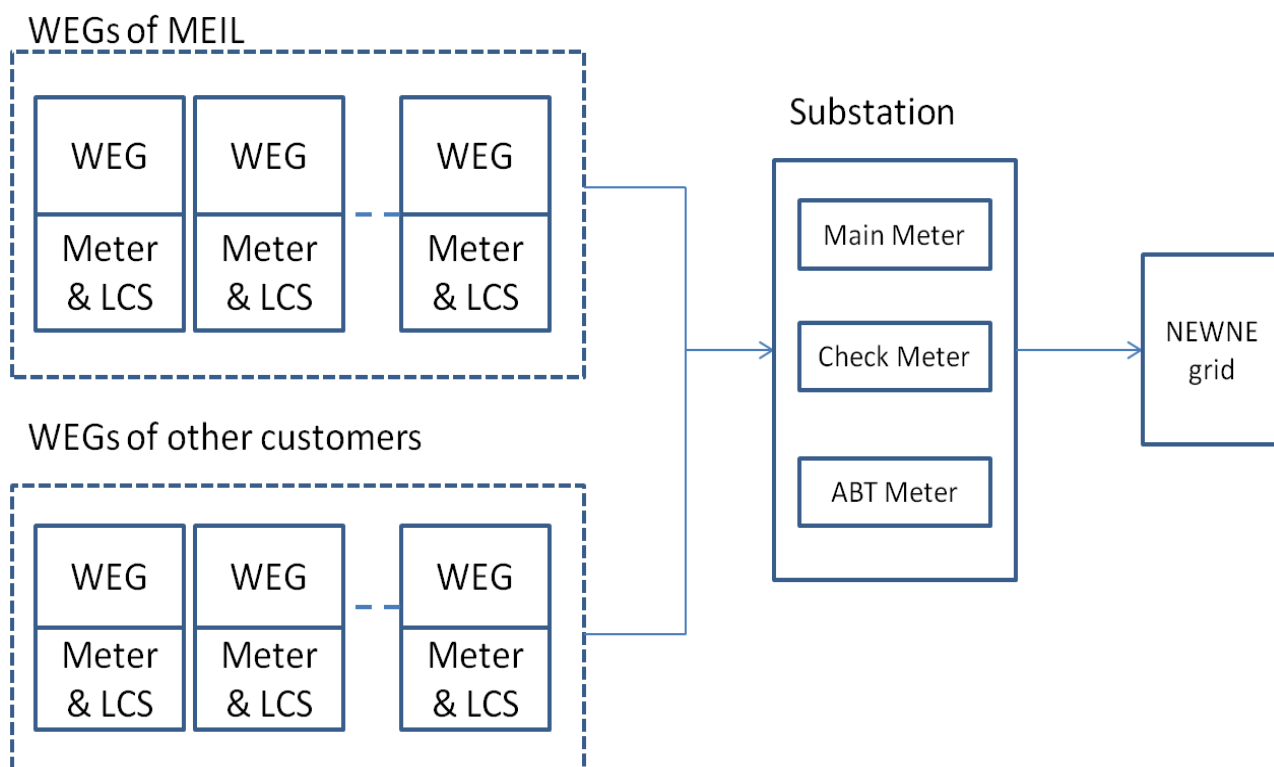 WEGs of MEIL
WEG
WEG
WEG
Meter
& LCS
Meter
& LCS
Meter
& LCS
WEGs of other customers
WEG
WEG
WEG
Meter
& LCS
Meter
& LCS
Meter
& LCS
Substation
Main Meter
Check Meter
ABT Meter
NEWNE
grid